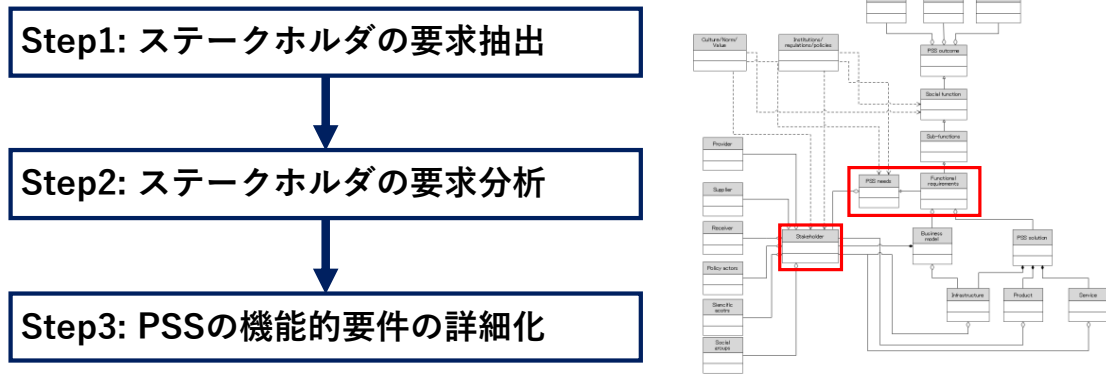 Step1: ステークホルダの要求抽出
Step2: ステークホルダの要求分析
Step3: PSSの機能的要件の詳細化
Culture/Norm/
Value
Institutions/
regulations/policies
PSS outcome
Social function
Sub-functions
Provider
PSS needs
Functional
requirements
Supplier
Receiver
Stakeholder
Business
model
PSS solution
Policy actors
Infrastructure
Product
Service
Social
groups